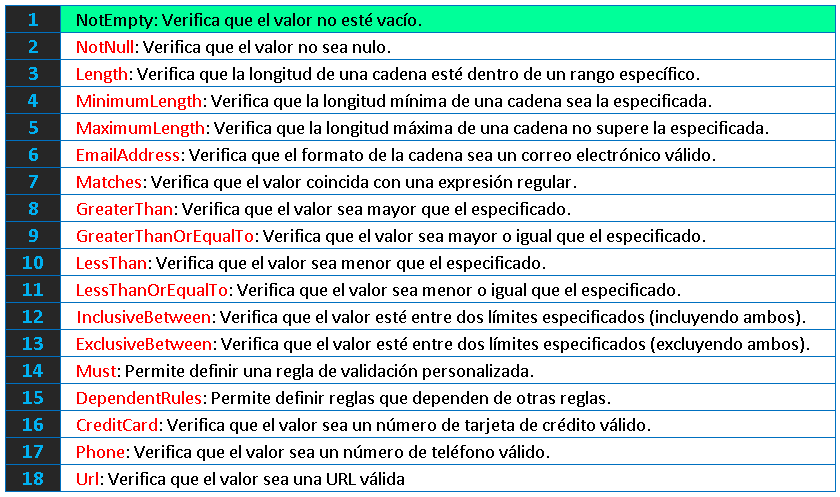 1 NotEmpty: Verifica que el valor no esté vacío.
2 NotNull: Verifica que el valor no sea nulo.
3 Length: Verifica que la longitud de una cadena esté dentro de un rango específico.
4 MinimumLength: Verifica que la longitud mínima de una cadena sea la especificada.
5 MaximumLength: Verifica que la longitud máxima de una cadena no supere la especificada.
6 EmailAddress: Verifica que el formato de la cadena sea un correo electrónico válido.
7 Matches: Verifica que el valor coincida con una expresión regular.
8 GreaterThan: Verifica que el valor sea mayor que el especificado.
9 GreaterThanOrEqualTo: Verifica que el valor sea mayor o igual que el especificado.
10 LessThan: Verifica que el valor sea menor que el especificado.
11 LessThanOrEqualTo: Verifica que el valor sea menor o igual que el especificado.
12 InclusiveBetween: Verifica que el valor esté entre dos límites especificados (incluyendo ambos).
13 ExclusiveBetween: Verifica que el valor esté entre dos límites especificados (excluyendo ambos).
14 Must: Permite definir una regla de validación personalizada.
15 DependentRules: Permite definir reglas que dependen de otras reglas.
16 CreditCard: Verifica que el valor sea un número de tarjeta de crédito válido.
17 Phone: Verifica que el valor sea un número de teléfono válido.
18 Url: Verifica que el valor sea una URL válida